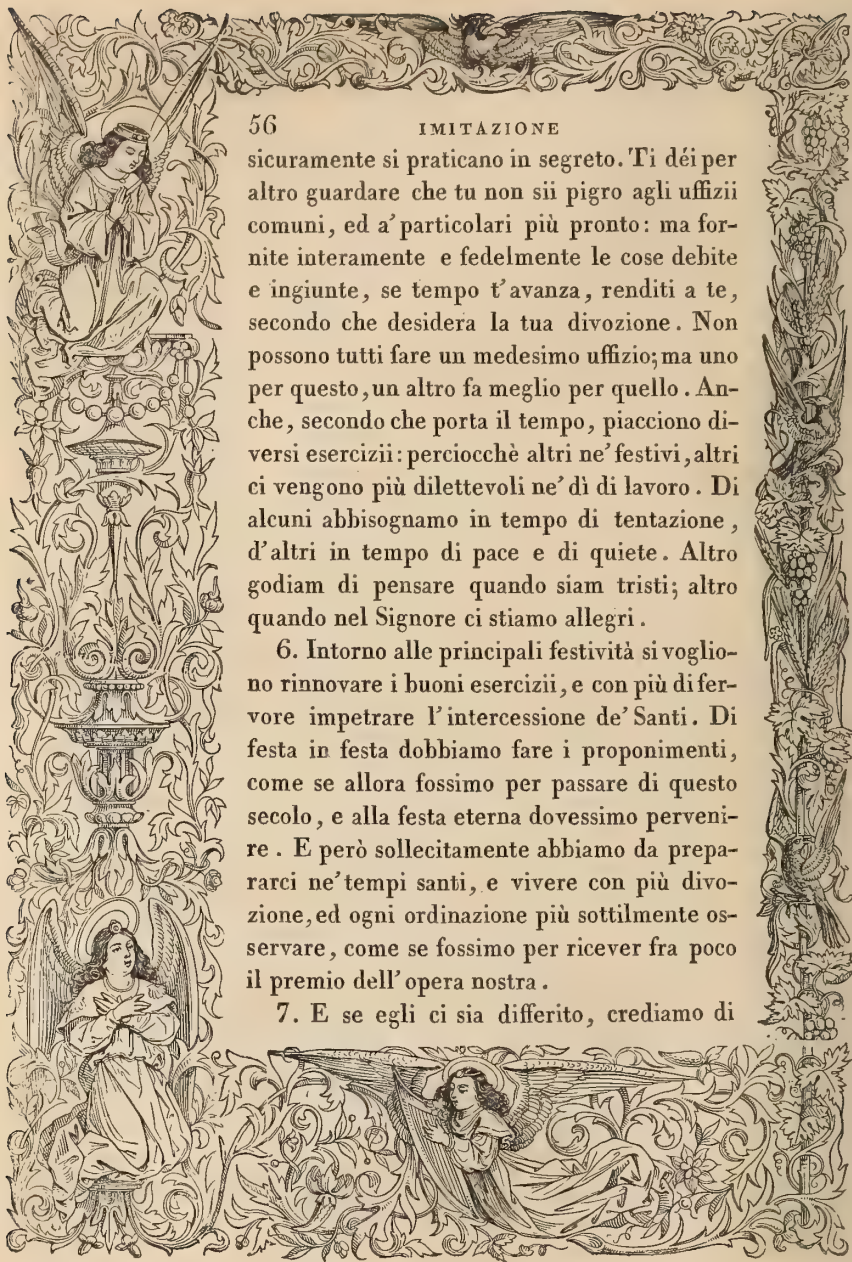 56 IMITAZIONE
sicuramente si praticano in segreto. Ti déi per
altro guardare che tu non sii pigro agli uffizii
comuni, ed a' particolari più pronto: ma for-
nite interamente e fedelmente le cose debite
e ingiunte, se tempo t'avanza, renditi a te,
secondo che desidera la tua divozione. Non
possono tutti fare un medesimo uffizio; ma uno
per questo, un altro fa meglio per quello. An-
che, secondo che porta il tempo, piacciono di-
versi esercizii: perciocchè altri ne' festivi, altri
ci vengono più dilettevoli ne' dì di lavoro. Di
alcuni abbisognamo in tempo di tentazione,
d'altri in tempo di pace e di quiete. Altro
godiam di pensare quando siam tristi; altro
quando nel Signore ci stiamo allegri.
6. Intorno alle principali festività si voglio-
no rinnovare i buoni esercizii, e con più di fer-
vore impetrare l'intercessione de' Santi. Di
festa in festa dobbiamo fare i proponimenti,
come se allora fossimo per passare di questo
secolo, e alla festa eterna dovessimo perveni-
re. E però sollecitamente abbiamo da prepa-
rarci ne' tempi santi, e vivere con più divo-
zione, ed ogni ordinazione più sottilmente os-
servare, come se fossimo per ricever fra poco
il premio dell'opera nostra.
7. E se egli ci sia differito, crediamo di